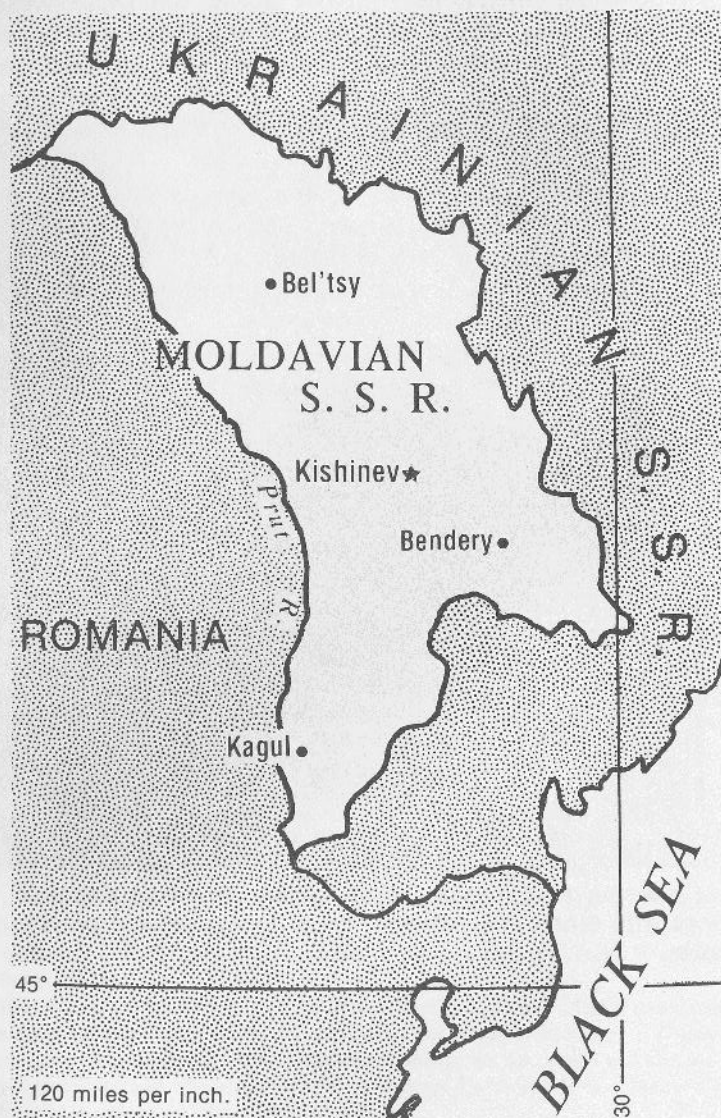 UKRAINIAN
S. S. R.
Bel'tsy
MOLDAVIAN
S. S. R.
Kishinev
Prut R.
Bendery
ROMANIA
Kagul
BLACK SEA
45°
120 miles per inch.
30°